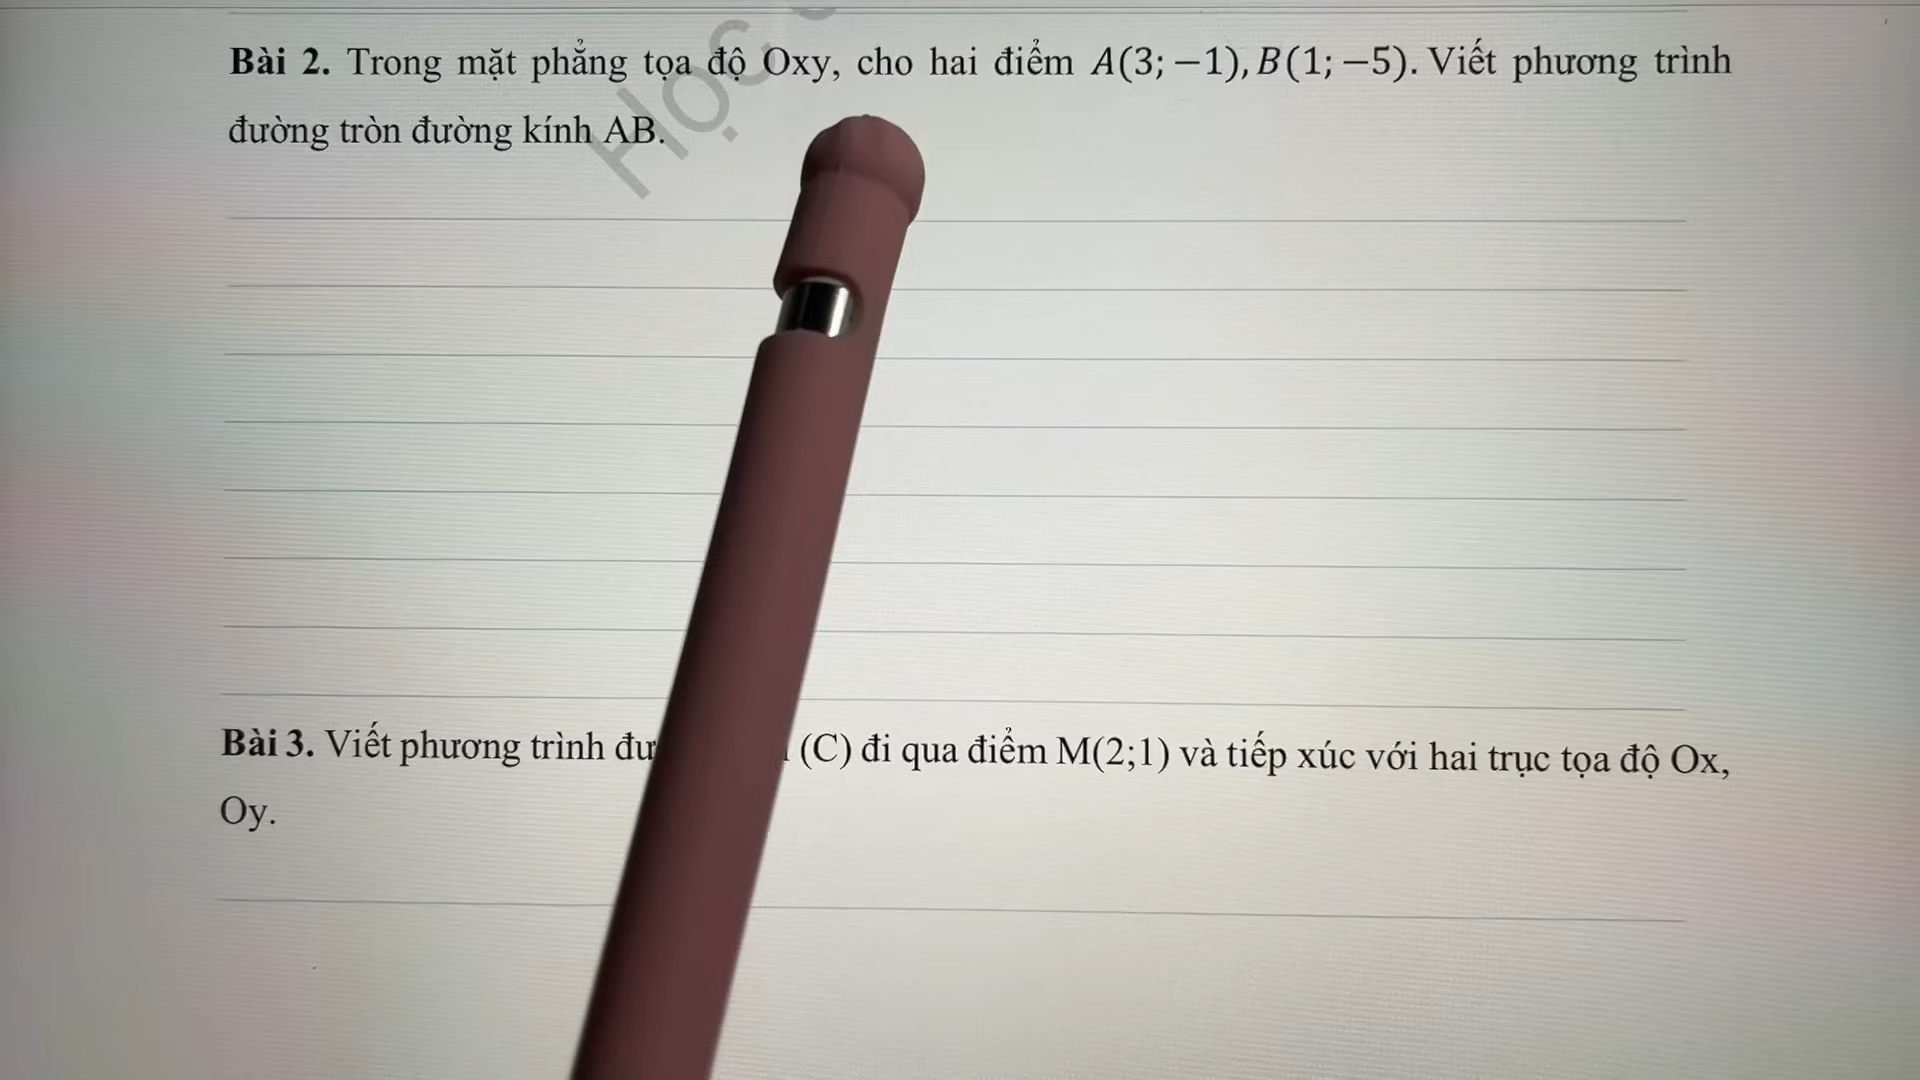 Học
Bài 2. Trong mặt phẳng tọa độ Oxy, cho hai điểm A(3; −1), B(1; −5). Viết phương trình
đường tròn đường kính AB.
Bài 3. Viết phương trình (C) đi qua điểm M(2;1) và tiếp xúc với hai trục tọa độ Ox,
Oy.